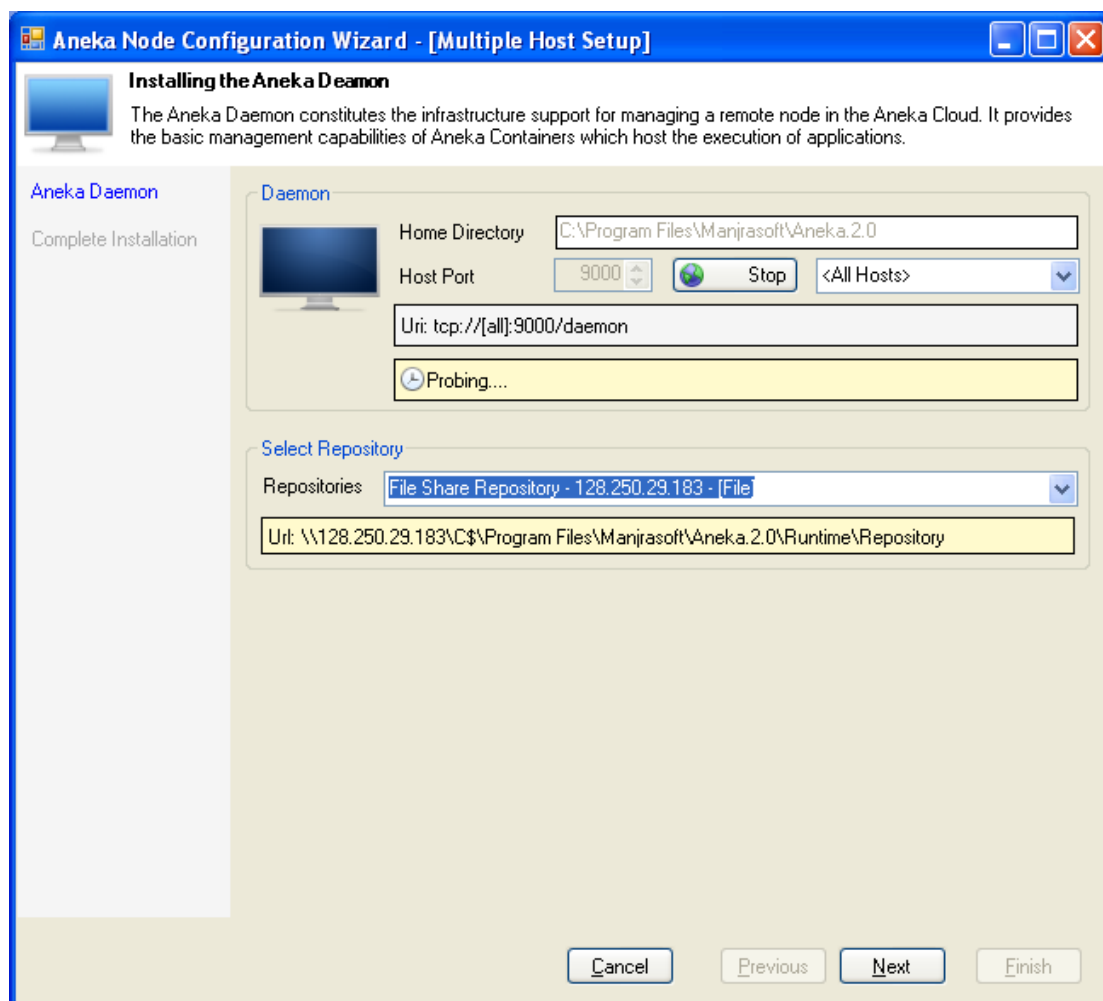 Aneka Node Configuration Wizard - [Multiple Host Setup]
Installing the Aneka Deamon
The Aneka Daemon constitutes the infrastructure support for managing a remote node in the Aneka Cloud. It provides
the basic management capabilities of Aneka Containers which host the execution of applications.
Aneka Daemon
Complete Installation
Daemon
Home Directory C:\Program Files\Manjrasoft\Aneka.2.0
Host Port 9000 Stop <All Hosts>
Uri: tcp://[all]:9000/daemon
Probing....
Select Repository
Repositories File Share Repository - 128.250.29.183 - [File]
Url: \\128.250.29.183\C$\Program Files\Manjrasoft\Aneka.2.0\Runtime\Repository
Cancel Previous Next Finish